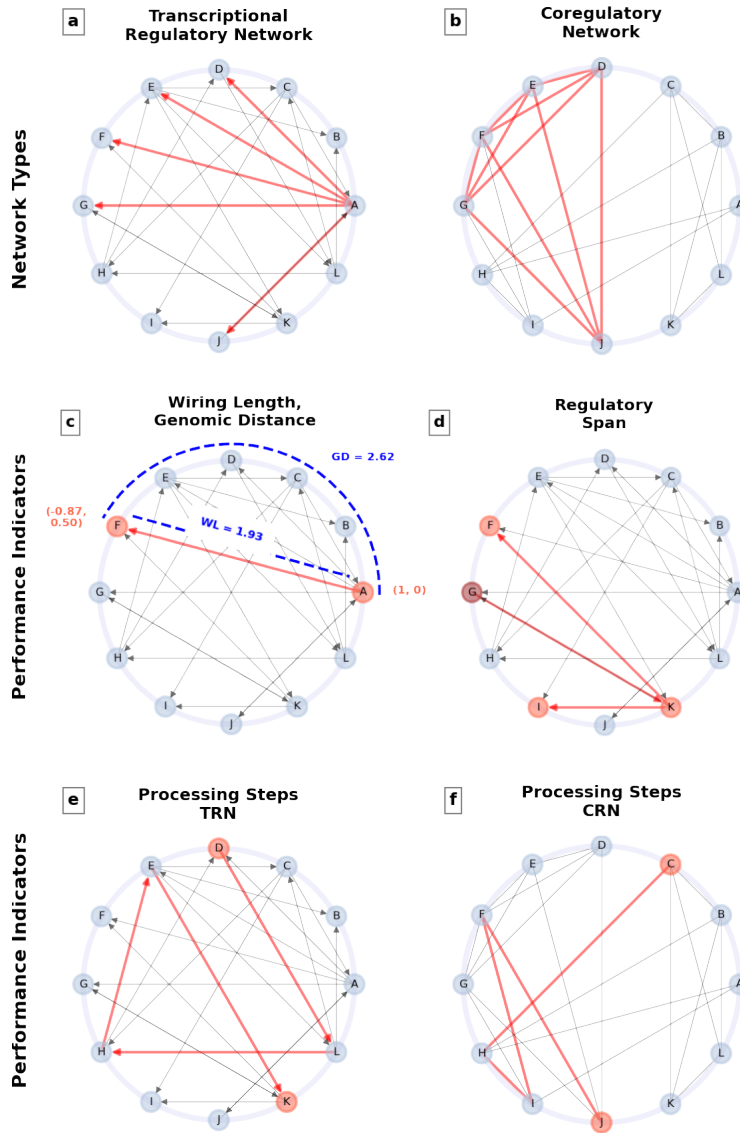 a
Transcriptional
Regulatory Network
b
Coregulatory
Network
Network Types
D
E
C
F
B
G
A
H
L
I
K
J
D
E
C
F
B
G
A
H
L
I
K
J
c
Wiring Length,
Genomic Distance
d
Regulatory
Span
Performance Indicators
GD = 2.62
(-0.87,
0.50)
WL = 1.93
(1, 0)
D
E
C
F
B
G
A
H
L
I
K
J
D
E
C
F
B
G
A
H
L
I
K
J
e
Processing Steps
TRN
f
Processing Steps
CRN
Performance Indicators
D
E
C
F
B
G
A
H
L
I
K
J
D
E
C
F
B
G
A
H
L
I
K
J